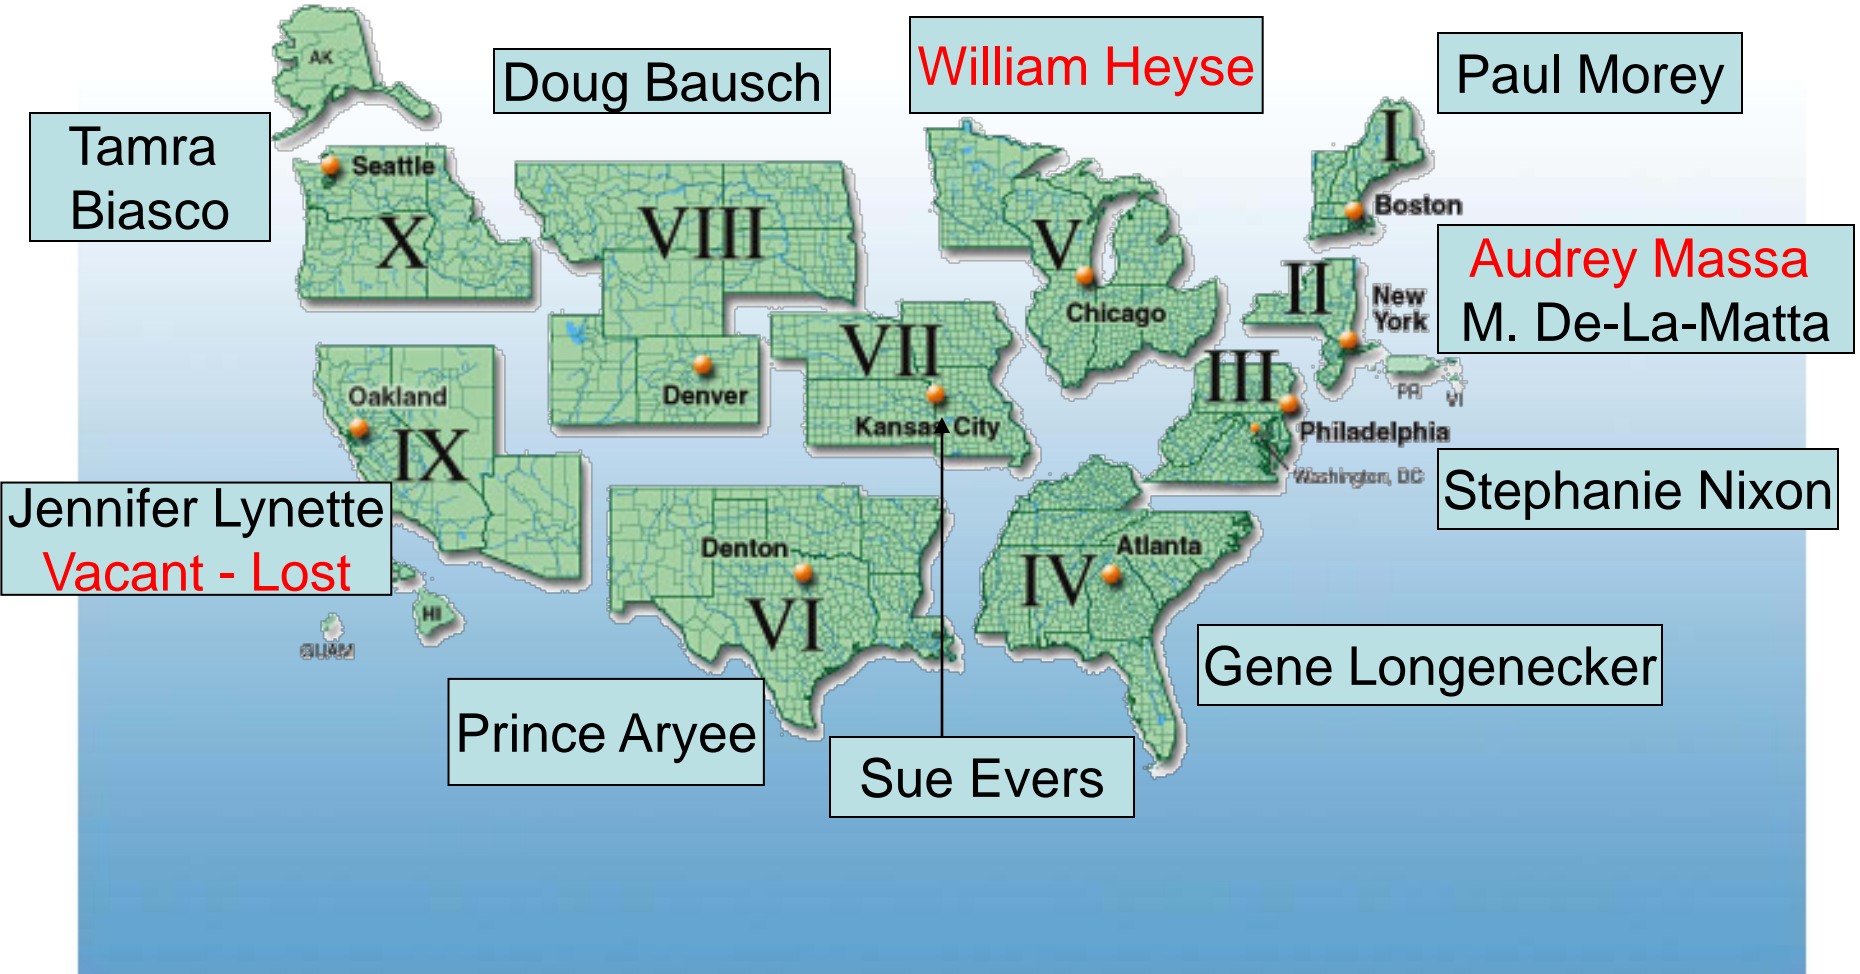 AK
Doug Bausch
William Heyse
Paul Morey
Tamra
Biasco
Seattle
X
VIII
V
I
Boston
Audrey Massa
M. De-La-Matta
II
New
York
Chicago
VII
III
Denver
Oakland
IX
Kansas City
PR
VI
Philadelphia
Washington, DC
Stephanie Nixon
Jennifer Lynette
Vacant - Lost
Denton
VI
IV
Atlanta
HI
GUAM
Gene Longenecker
Prince Aryee
Sue Evers